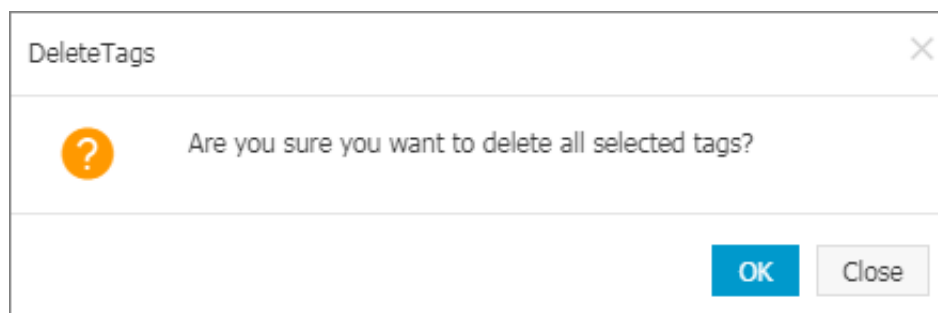 DeleteTags
Are you sure you want to delete all selected tags?
OK
Close